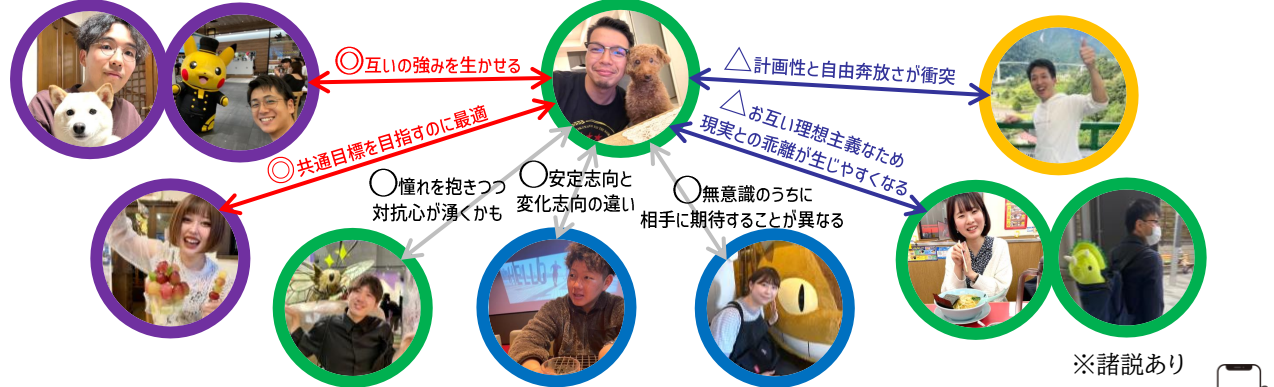 ◎互いの強みを生かせる
◎共通目標を目指すのに最適
○憧れを抱きつつ
対抗心が湧くかも
○安定志向と
変化志向の違い
○無意識のうちに
相手に期待することが異なる
△計画性と自由奔放さが衝突
△お互い理想主義なため
現実との乖離が生じやすくなる
HELLO
※諸説あり